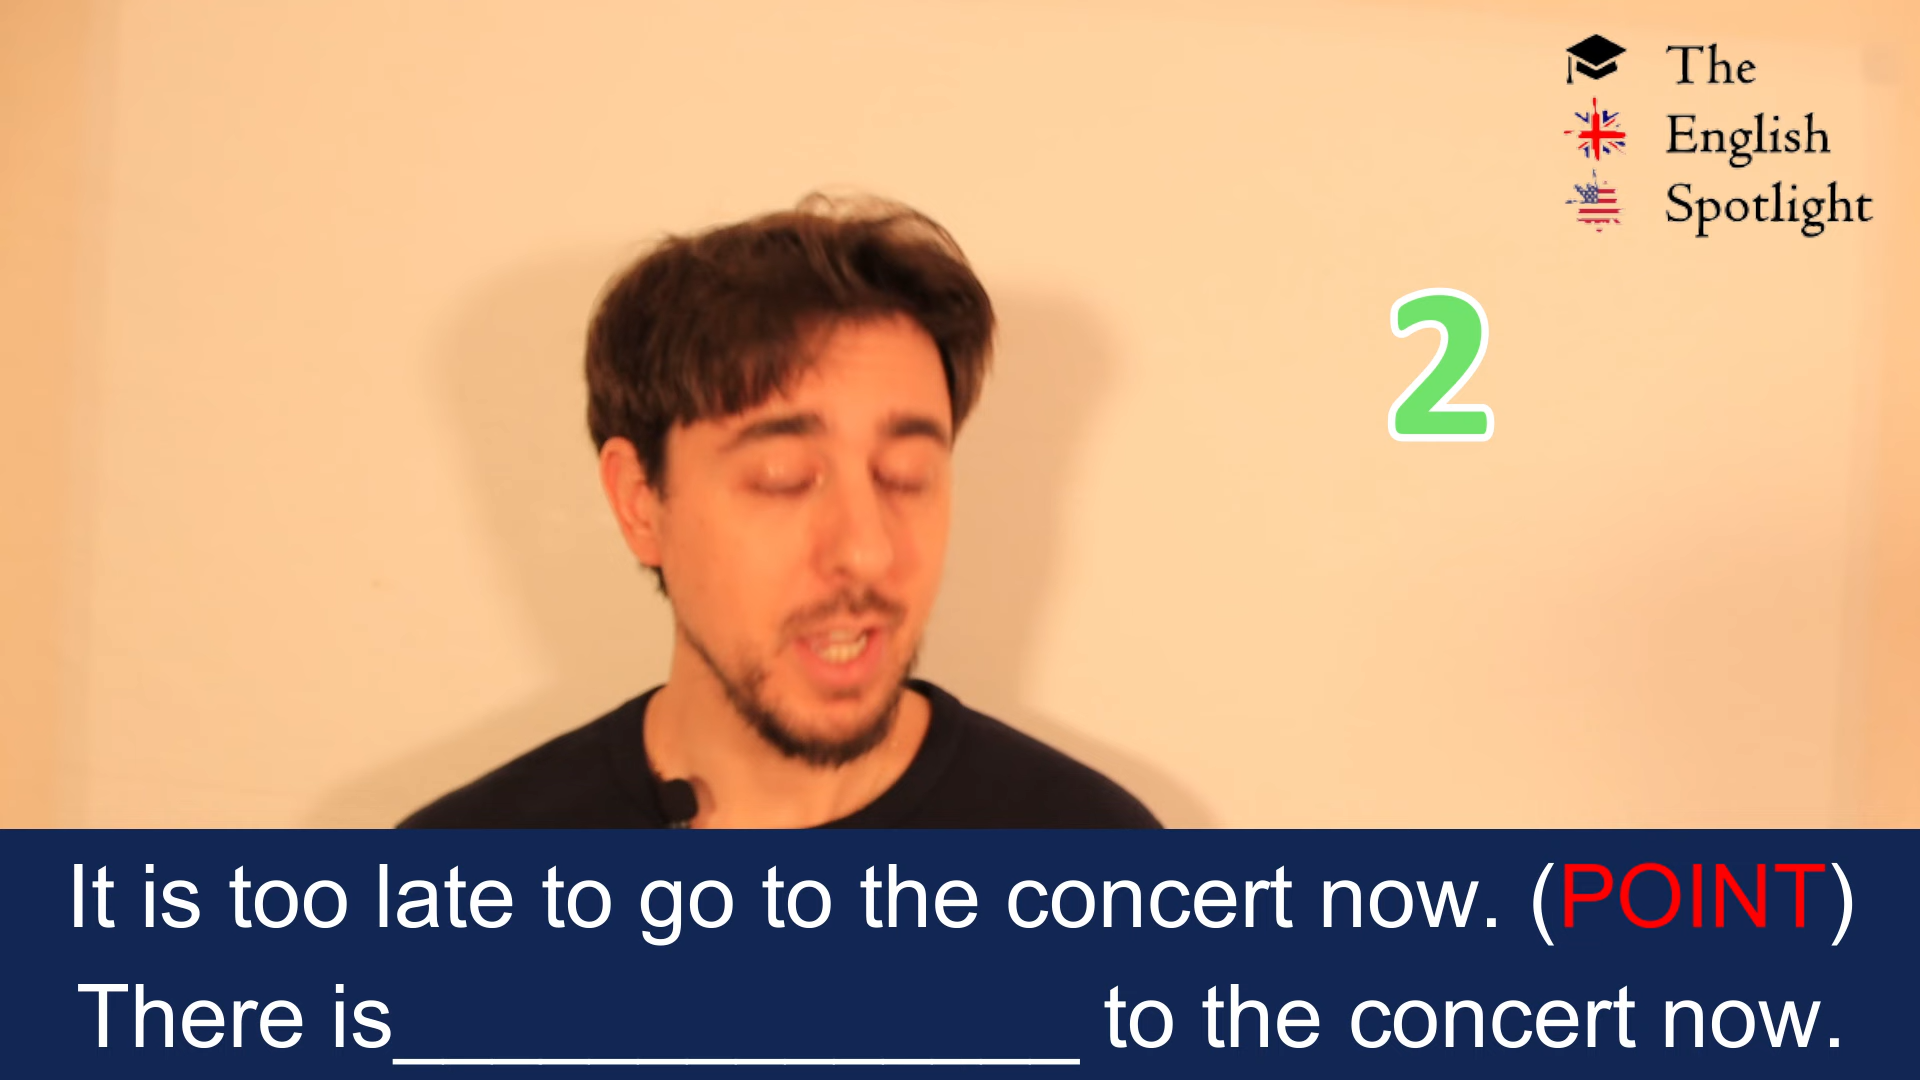 The
English
Spotlight
2
It is too late to go to the concert now. (POINT)
There is______________ to the concert now.